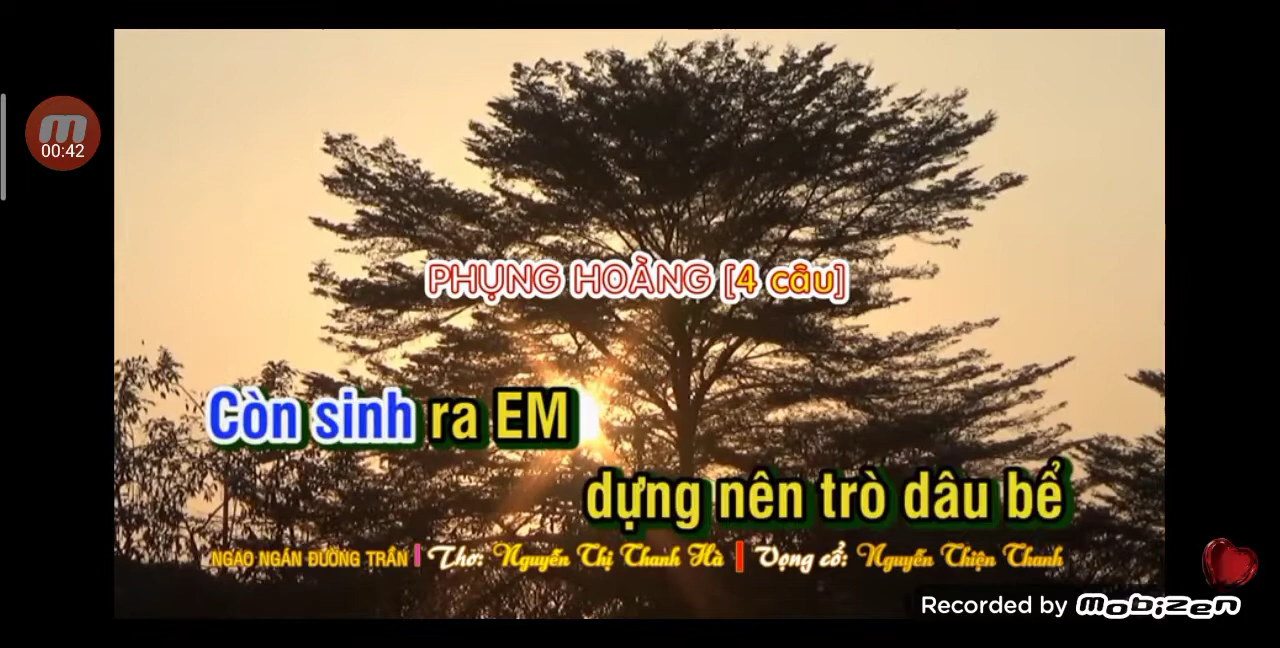 m
00:42
PHỤNG HOÀNG [4 câu]
Còn sinh ra EM
dựng nên trò dâu bể
NGAO NGÁN ĐƯỜNG TRẦN | Thơ: Nguyễn Thị Thanh Hà | Vọng cổ: Nguyễn Thiện Thanh
Recorded by mobizen